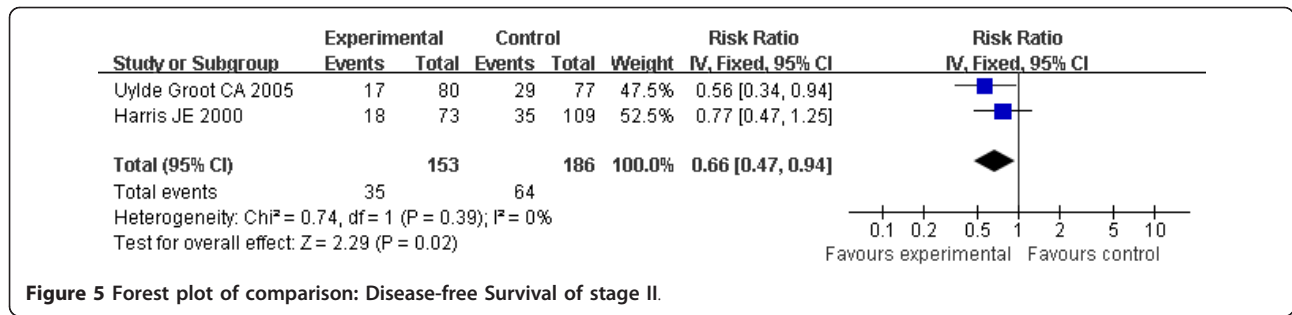 Experimental Control Risk Ratio Risk Ratio
Study or Subgroup Events Total Events Total Weight IV, Fixed, 95% CI IV, Fixed, 95% CI
Uylde Groot CA 2005 17 80 29 77 47.5% 0.56 [0.34, 0.94]
Harris JE 2000 18 73 35 109 52.5% 0.77 [0.47, 1.25]
Total (95% CI) 153 186 100.0% 0.66 [0.47, 0.94]
Total events 35 64
Heterogeneity: Chi² = 0.74, df = 1 (P = 0.39); I² = 0%
Test for overall effect: Z = 2.29 (P = 0.02)
0.1 0.2 0.5 1 2 5 10
Favours experimental Favours control
Figure 5 Forest plot of comparison: Disease-free Survival of stage II.